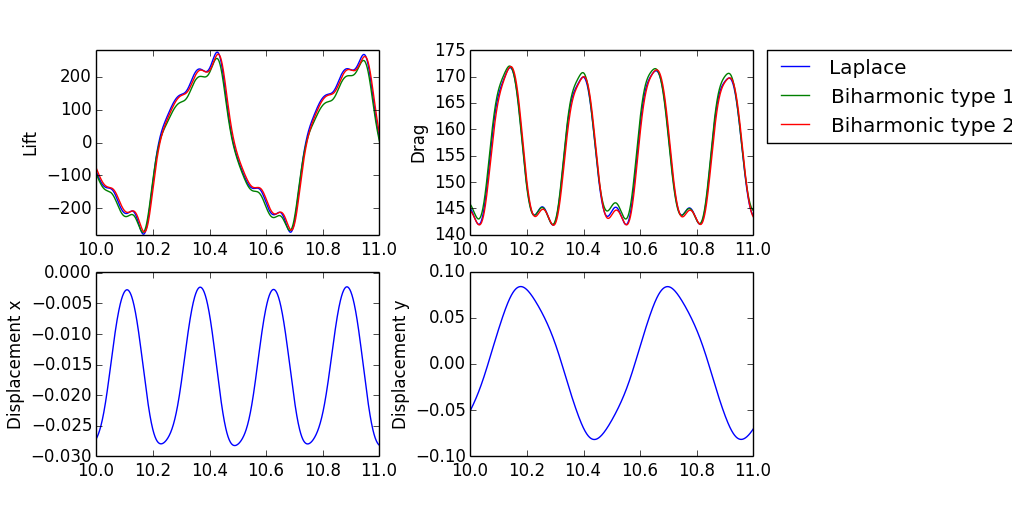 Lift
200
100
0
−100
−200
10.0 10.2 10.4 10.6 10.8 11.0
Drag
175
170
165
160
155
150
145
140
10.0 10.2 10.4 10.6 10.8 11.0
Laplace
Biharmonic type 1
Biharmonic type 2
Displacement x
0.000
−0.005
−0.010
−0.015
−0.020
−0.025
−0.030
10.0 10.2 10.4 10.6 10.8 11.0
Displacement y
0.10
0.05
0.00
−0.05
−0.10
10.0 10.2 10.4 10.6 10.8 11.0